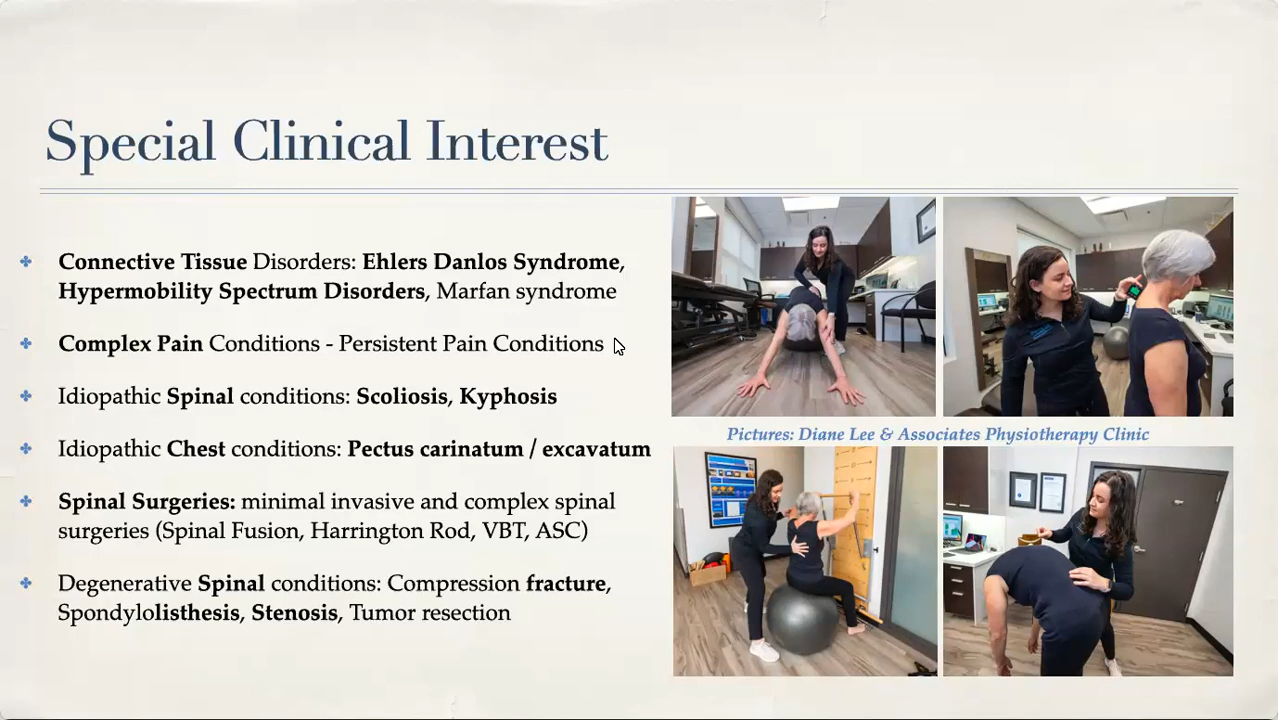 Special Clinical Interest
Connective Tissue Disorders: Ehlers Danlos Syndrome,
Hypermobility Spectrum Disorders, Marfan syndrome
Complex Pain Conditions - Persistent Pain Conditions
Idiopathic Spinal conditions: Scoliosis, Kyphosis
Idiopathic Chest conditions: Pectus carinatum / excavatum
Spinal Surgeries: minimal invasive and complex spinal
surgeries (Spinal Fusion, Harrington Rod, VBT, ASC)
Degenerative Spinal conditions: Compression fracture,
Spondylolisthesis, Stenosis, Tumor resection
Pictures: Diane Lee & Associates Physiotherapy Clinic